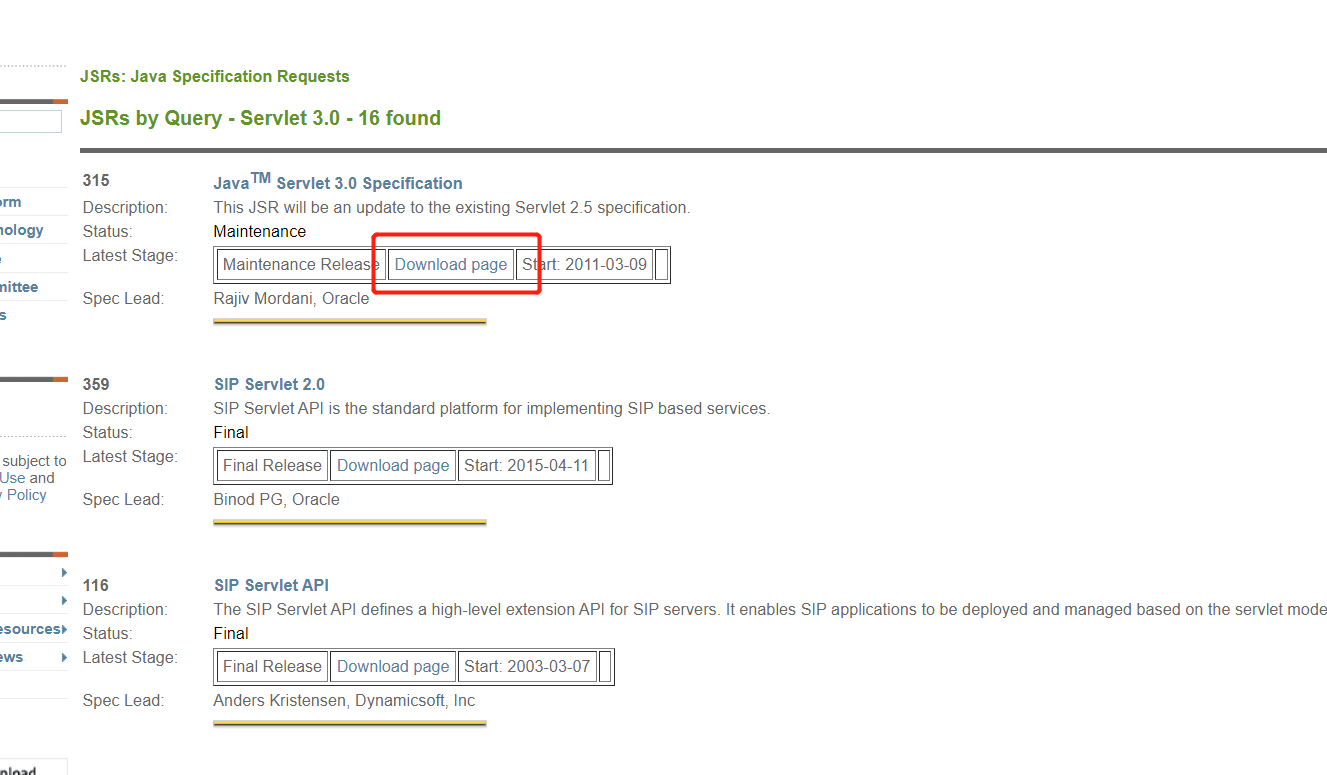 JSRs: Java Specification Requests
JSRs by Query - Servlet 3.0 - 16 found
315
Java™ Servlet 3.0 Specification
Description: This JSR will be an update to the existing Servlet 2.5 specification.
Status: Maintenance
Latest Stage: Maintenance Release Download page Start: 2011-03-09
Spec Lead: Rajiv Mordani, Oracle
359
SIP Servlet 2.0
Description: SIP Servlet API is the standard platform for implementing SIP based services.
Status: Final
Latest Stage: Final Release Download page Start: 2015-04-11
Spec Lead: Binod PG, Oracle
116
SIP Servlet API
Description: The SIP Servlet API defines a high-level extension API for SIP servers. It enables SIP applications to be deployed and managed based on the servlet mode
Status: Final
Latest Stage: Final Release Download page Start: 2003-03-07
Spec Lead: Anders Kristensen, Dynamicsoft, Inc
orm
nology
mittee
s
subject to
Use and
Policy
esources
ews